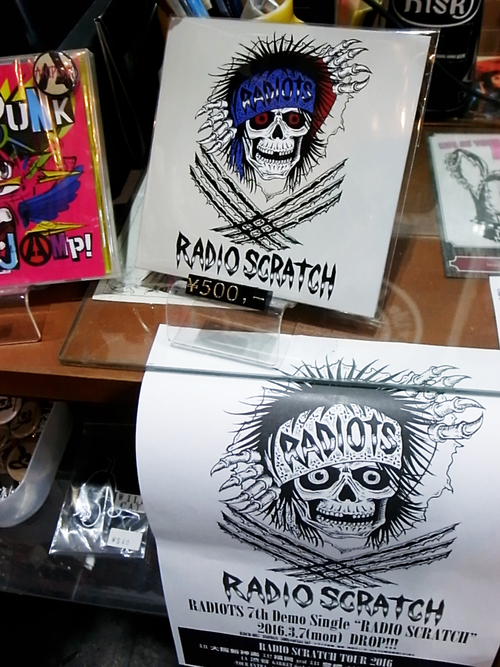 RISK
PUNK
JAMP!
RADIOTS
RADIO SCRATCH
¥500,-
RADIOTS
RADIO SCRATCH
RADIOTS 7th Demo Single "RADIO SCRATCH"
2016.3.7(mon) DROP!!!
RADIO SCRATCH TOUR 2016